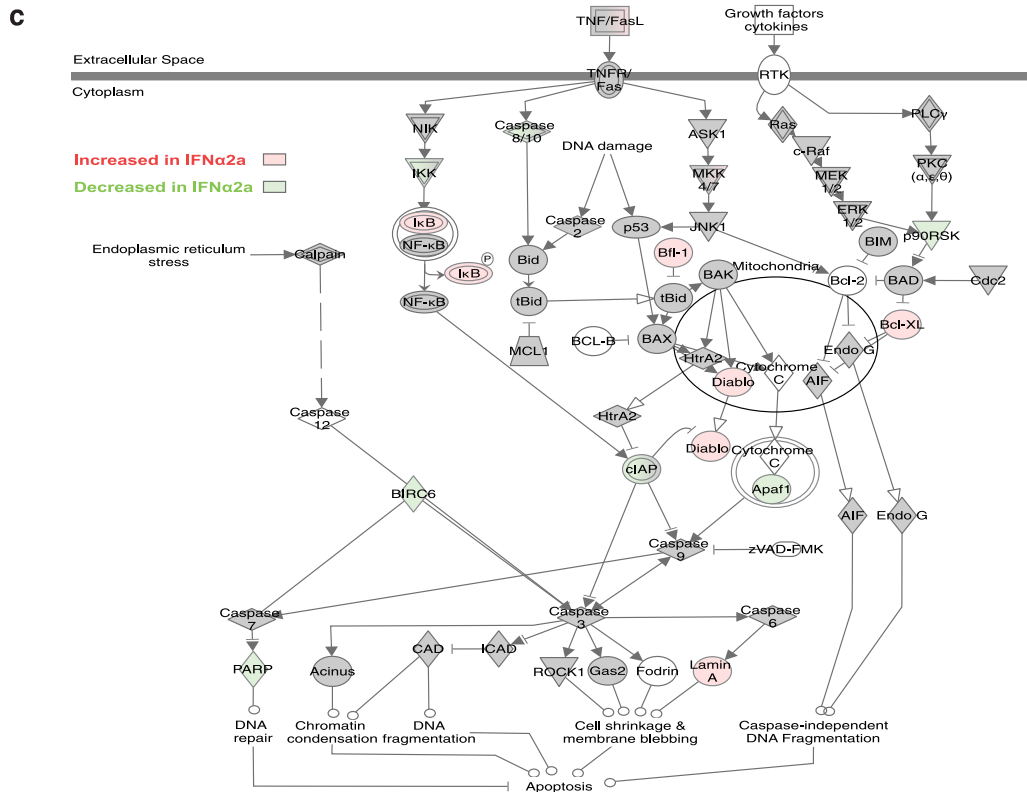 c
TNF/FasL
Growth factors
cytokines
Extracellular Space
TNFR/
Fas
RTK
Cytoplasm
NIK
Caspase
8/10
ASK1
Ras
PLCγ
DNA damage
c-Raf
Increased in IFNα2a
Decreased in IFNα2a
IKK
MKK
4/7
MEK
1/2
PKC
(α,ε,θ)
ERK
1/2
IκB
NF-κB
Caspase
2
p53
JNK1
p90RSK
BIM
Endoplasmic reticulum
stress
Calpain
Bid
Bfl-1
P
IκB
BAK
Mitochondria
Bcl-2
BAD
Cdc2
NF-κB
tBid
tBid
Bcl-XL
MCL1
BCL-B
BAX
HtrA2
Endo G
Cytochrome
C
Diablo
AIF
Caspase
12
HtrA2
Diablo
Cytochrome
C
cIAP
Apaf1
BIRC6
AIF
Endo G
Caspase
9
zVAD-FMK
Caspase
7
Caspase
3
Caspase
6
PARP
Acinus
CAD
ICAD
ROCK1
Gas2
Fodrin
Lamin
A
DNA
repair
Chromatin
condensation
DNA
fragmentation
Cell shrinkage &
membrane blebbing
Caspase-independent
DNA Fragmentation
Apoptosis